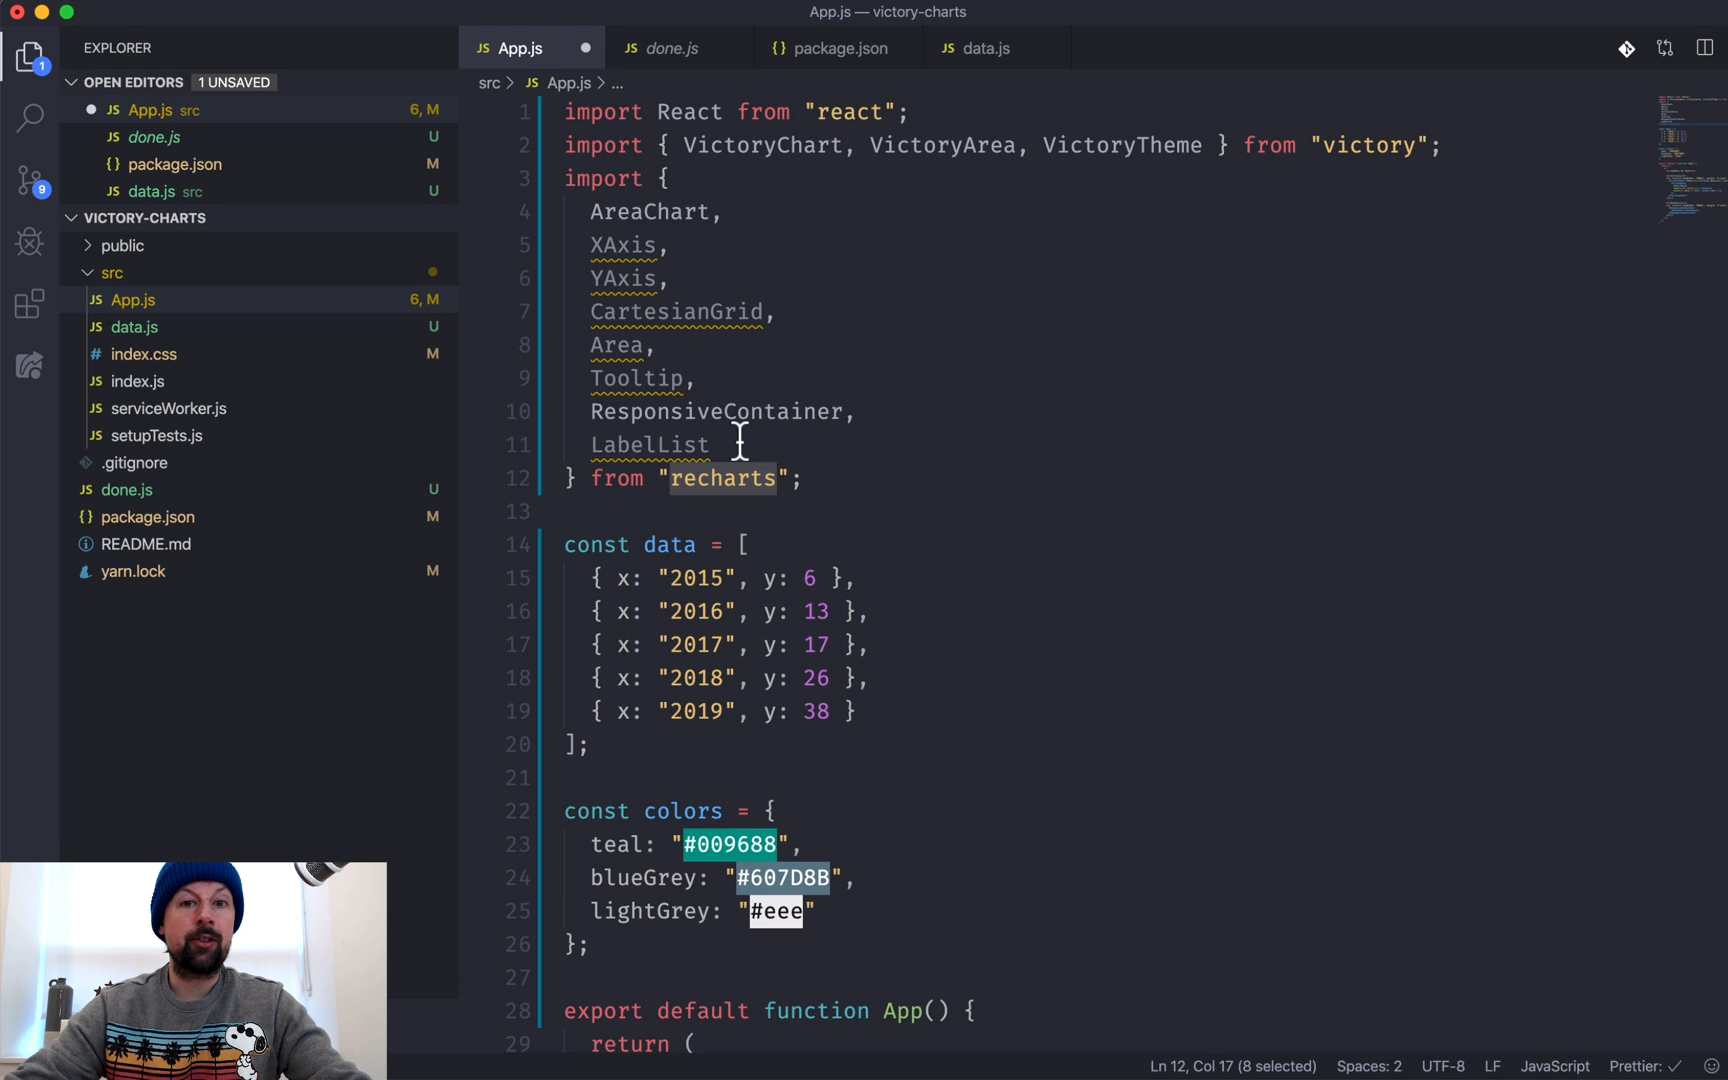 App.js — victory-charts
EXPLORER
JS App.js
JS done.js
{} package.json
JS data.js
OPEN EDITORS 1 UNSAVED
src > JS App.js > ...
JS App.js src 6, M
JS done.js U
{} package.json M
JS data.js src U
VICTORY-CHARTS
public
src
JS App.js 6, M
JS data.js U
# index.css M
JS index.js
JS serviceWorker.js
JS setupTests.js
.gitignore
JS done.js U
{} package.json M
README.md
yarn.lock M
1
9
1 import React from "react";
2 import { VictoryChart, VictoryArea, VictoryTheme } from "victory";
3 import {
4 AreaChart,
5 XAxis,
6 YAxis,
7 CartesianGrid,
8 Area,
9 Tooltip,
10 ResponsiveContainer,
11 LabelList
12 } from "recharts";
13
14 const data = [
15 { x: "2015", y: 6 },
16 { x: "2016", y: 13 },
17 { x: "2017", y: 17 },
18 { x: "2018", y: 26 },
19 { x: "2019", y: 38 }
20 ];
21
22 const colors = {
23 teal: "#009688",
24 blueGrey: "#607D8B",
25 lightGrey: "#eee"
26 };
27
28 export default function App() {
29 return (
Ln 12, Col 17 (8 selected) Spaces: 2 UTF-8 LF JavaScript Prettier: ✓